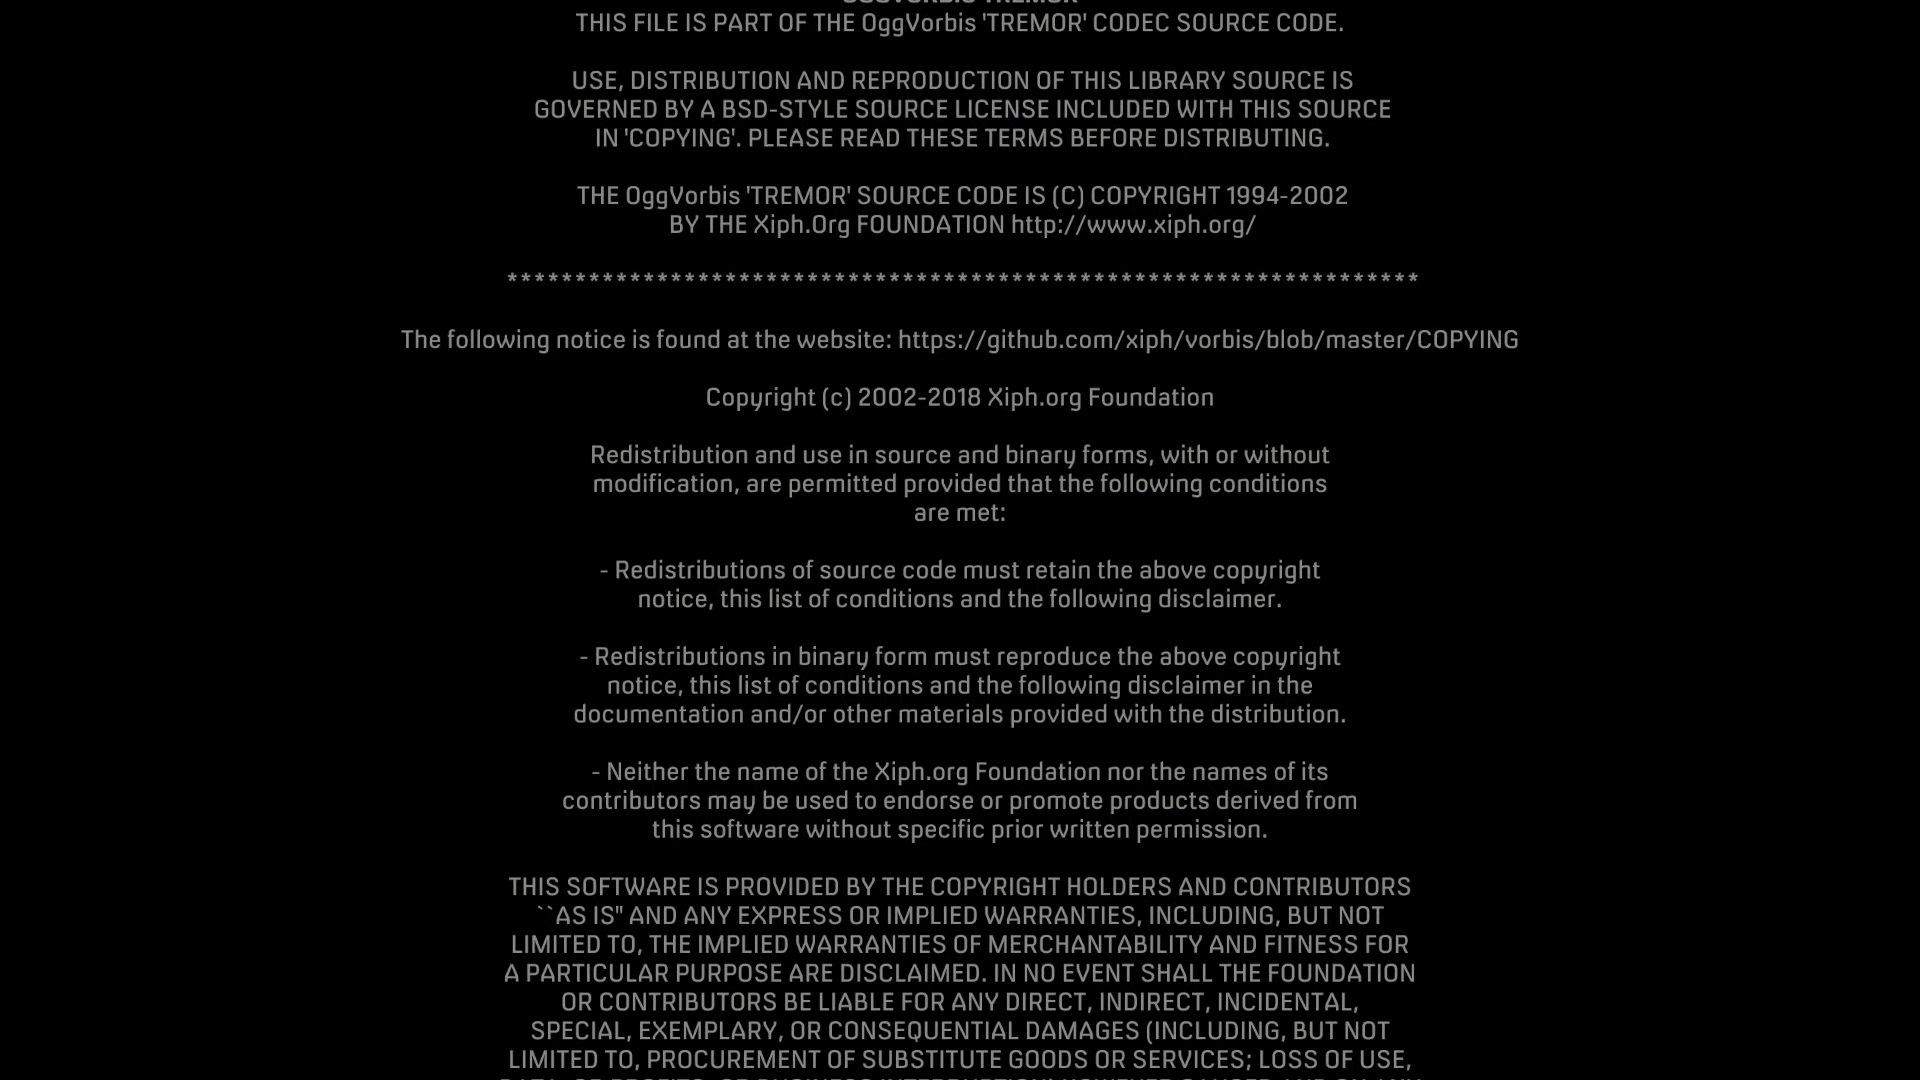 THIS FILE IS PART OF THE OggVorbis 'TREMOR' CODEC SOURCE CODE.
USE, DISTRIBUTION AND REPRODUCTION OF THIS LIBRARY SOURCE IS
GOVERNED BY A BSD-STYLE SOURCE LICENSE INCLUDED WITH THIS SOURCE
IN 'COPYING'. PLEASE READ THESE TERMS BEFORE DISTRIBUTING.
THE OggVorbis 'TREMOR' SOURCE CODE IS (C) COPYRIGHT 1994-2002
BY THE Xiph.Org FOUNDATION http://www.xiph.org/
*******************************************************************
The following notice is found at the website: https://github.com/xiph/vorbis/blob/master/COPYING
Copyright (c) 2002-2018 Xiph.org Foundation
Redistribution and use in source and binary forms, with or without
modification, are permitted provided that the following conditions
are met:
- Redistributions of source code must retain the above copyright
notice, this list of conditions and the following disclaimer.
- Redistributions in binary form must reproduce the above copyright
notice, this list of conditions and the following disclaimer in the
documentation and/or other materials provided with the distribution.
- Neither the name of the Xiph.org Foundation nor the names of its
contributors may be used to endorse or promote products derived from
this software without specific prior written permission.
THIS SOFTWARE IS PROVIDED BY THE COPYRIGHT HOLDERS AND CONTRIBUTORS
``AS IS'' AND ANY EXPRESS OR IMPLIED WARRANTIES, INCLUDING, BUT NOT
LIMITED TO, THE IMPLIED WARRANTIES OF MERCHANTABILITY AND FITNESS FOR
A PARTICULAR PURPOSE ARE DISCLAIMED. IN NO EVENT SHALL THE FOUNDATION
OR CONTRIBUTORS BE LIABLE FOR ANY DIRECT, INDIRECT, INCIDENTAL,
SPECIAL, EXEMPLARY, OR CONSEQUENTIAL DAMAGES (INCLUDING, BUT NOT
LIMITED TO, PROCUREMENT OF SUBSTITUTE GOODS OR SERVICES; LOSS OF USE,